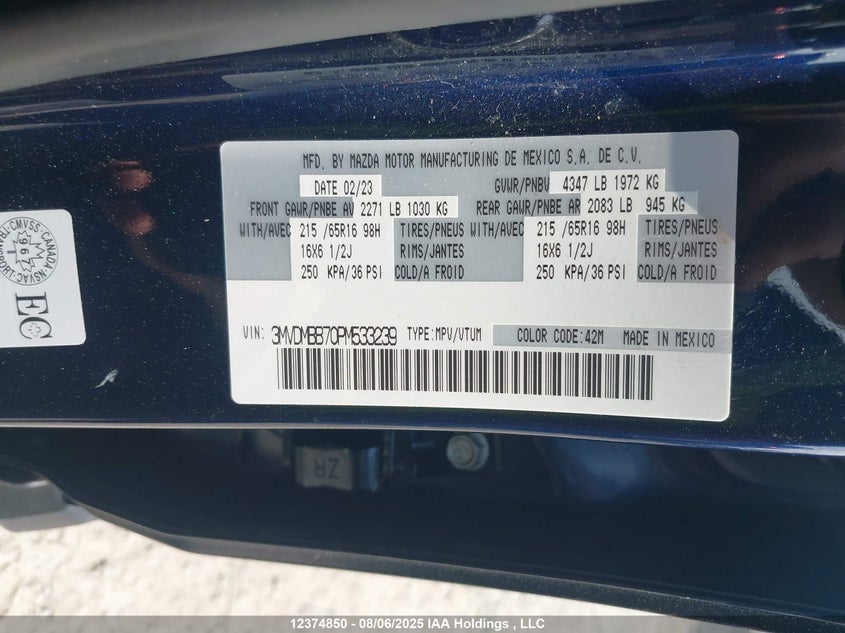 MFD. BY MAZDA MOTOR MANUFACTURING DE MEXICO S.A. DE C.V.
DATE 02/23 GVWR/PNBV 4347 LB 1972 KG
FRONT GAWR/PNBE AV 2271 LB 1030 KG REAR GAWR/PNBE AR 2083 LB 945 KG
WITH/AVEC 215 /65R16 98H TIRES/PNEUS WITH/AVEC 215 /65R16 98H TIRES/PNEUS
16X6 1/2J RIMS/JANTES 16X6 1/2J RIMS/JANTES
250 KPA/36 PSI COLD/A FROID 250 KPA/36 PSI COLD/A FROID
VIN: 3MVDMBB70PM533239 TYPE:MPV/VTUM COLOR CODE:42M MADE IN MEXICO
EC
ZR
12374850 - 08/06/2025 IAA Holdings , LLC